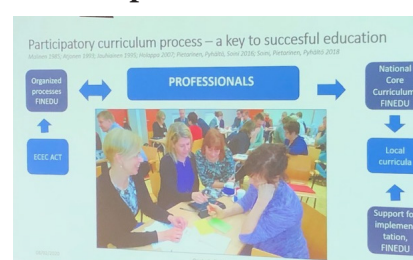 Participatory curriculum process – a key to succesful education
Organized
processes
FINEDU
PROFESSIONALS
National
Core
Curriculum
FINEDU
ECEC ACT
Local
curricula
Support for
implemen
tation,
FINEDU